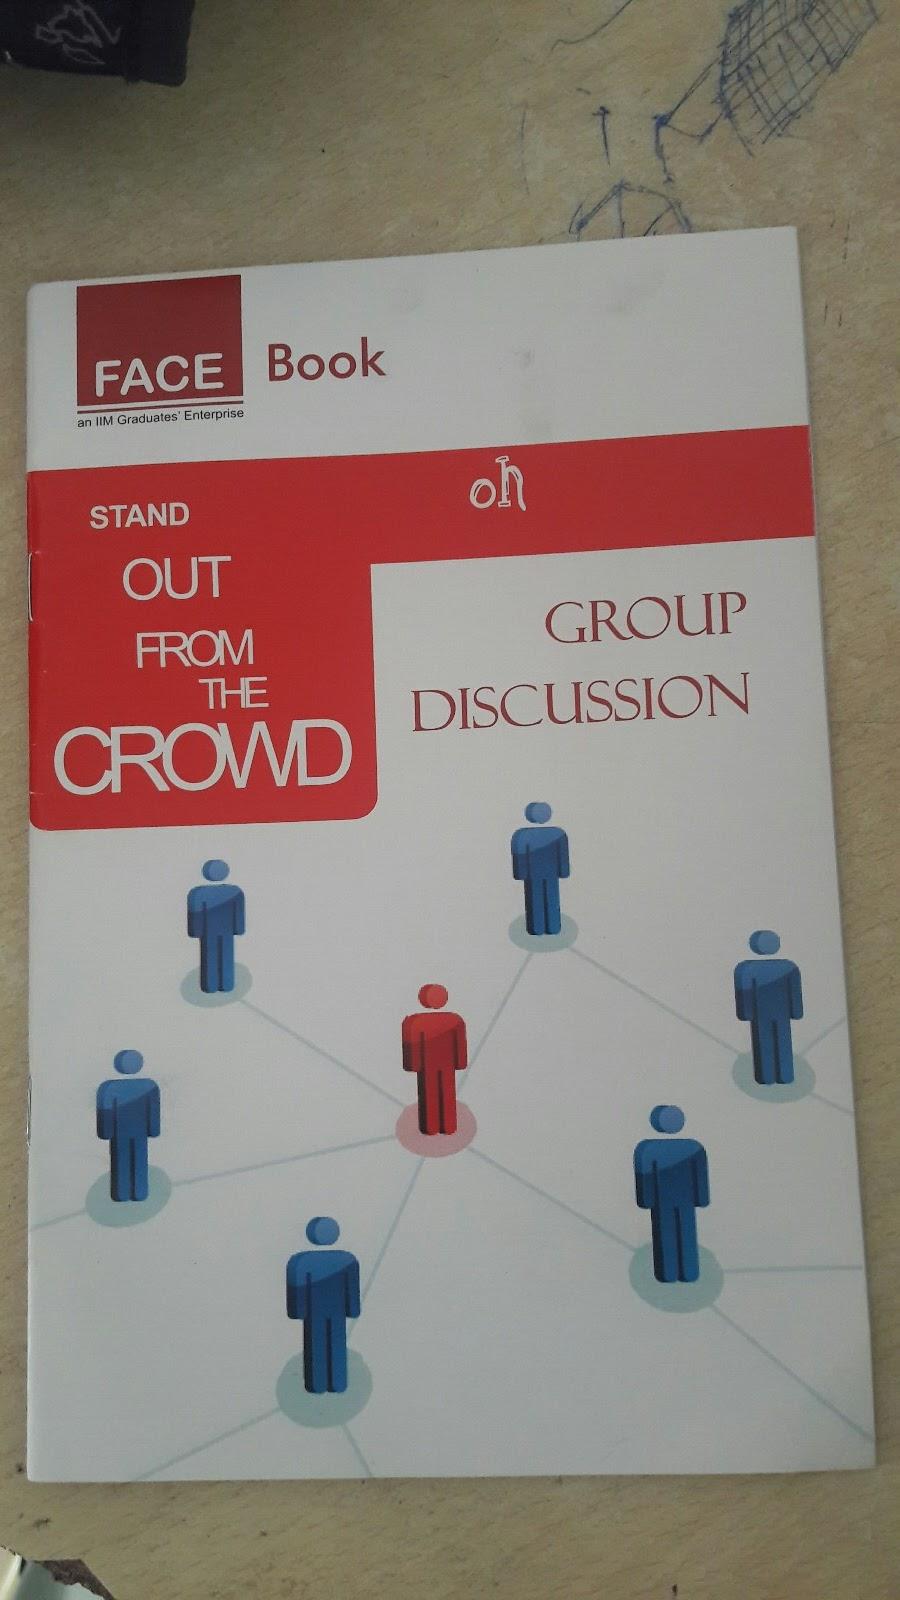 FACE
Book
an IIM Graduates' Enterprise
on
STAND
OUT
FROM
THE
CROWD
GROUP
DISCUSSION